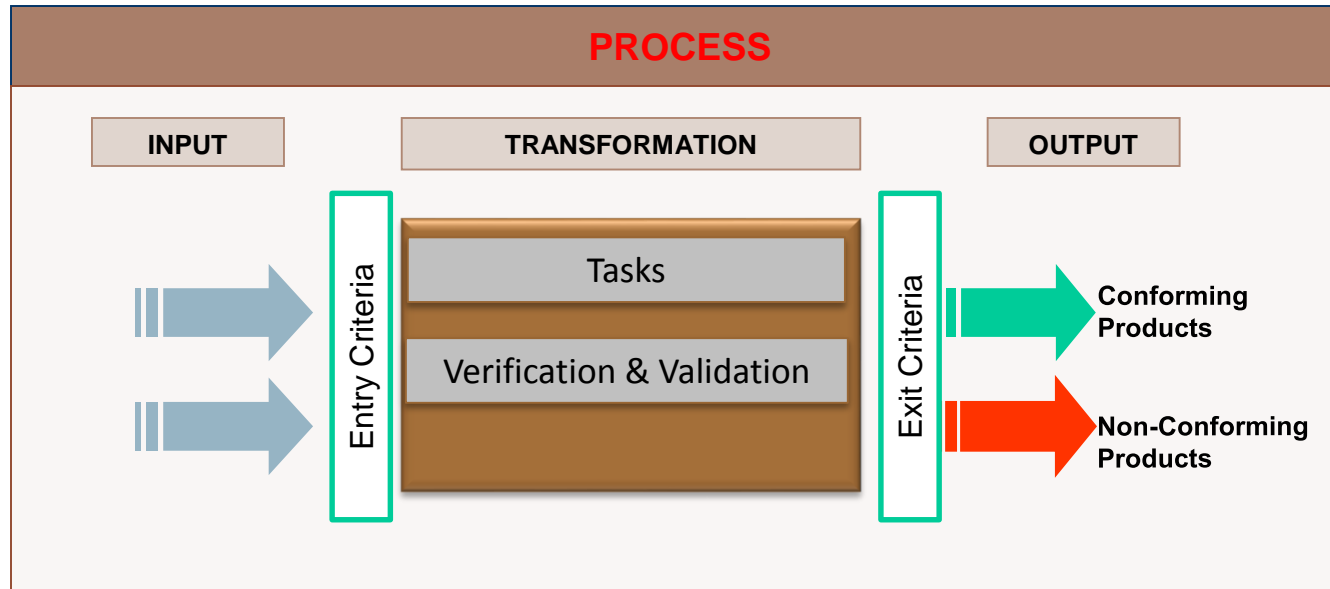 PROCESS
INPUT
TRANSFORMATION
OUTPUT
Entry Criteria
Tasks
Verification & Validation
Exit Criteria
Conforming
Products
Non-Conforming
Products